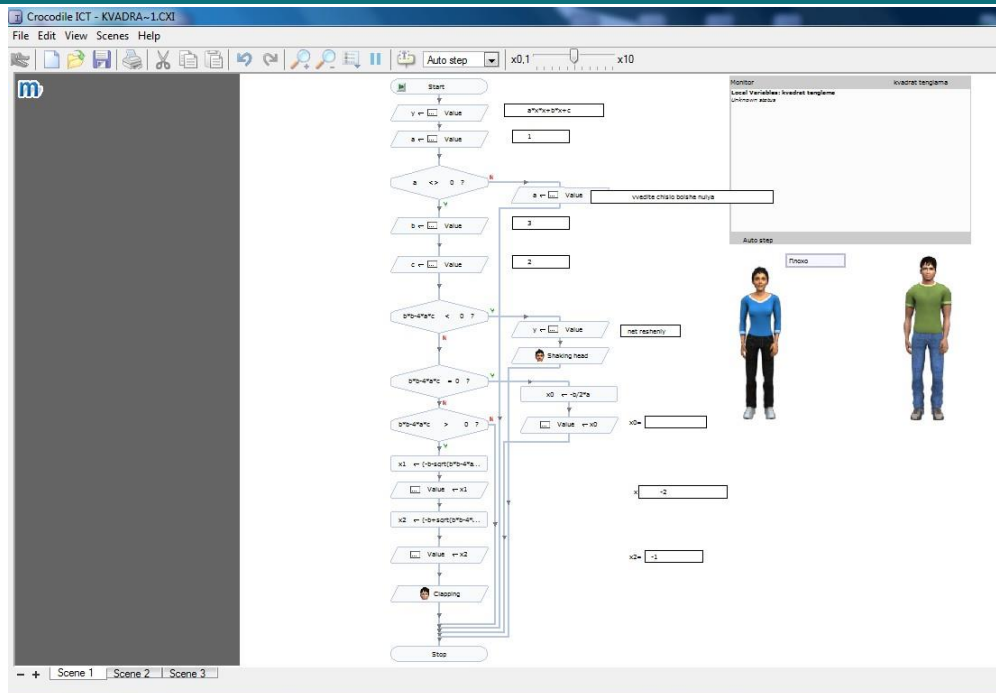 Crocodile ICT - KVADRA~1.CXI
File Edit View Scenes Help
Auto step x0,1 x10
m
Start
y ← ... Value a*x*x+b*x+c
a ← ... Value 1
a <> 0 ? N
Y
a ← ... Value vvedite chislo bolshe nulya
b ← ... Value 3
c ← ... Value 2
b*b-4*a*c < 0 ? Y
N
y ← ... Value net resheniy
Shaking head
b*b-4*a*c = 0 ? Y
N
x0 ← -b/2*a
b*b-4*a*c > 0 ? N
Y
... Value ← x0 x0=
x1 ← (-b-sqrt(b*b-4*a...
... Value ← x1 x -2
x2 ← (-b+sqrt(b*b-4*...
... Value ← x2 x2= -1
Clapping
Stop
Monitor kvadrat tenglama
Local Variables: kvadrat tenglama
Unknown status
Auto step
Плохо
- + Scene 1 Scene 2 Scene 3